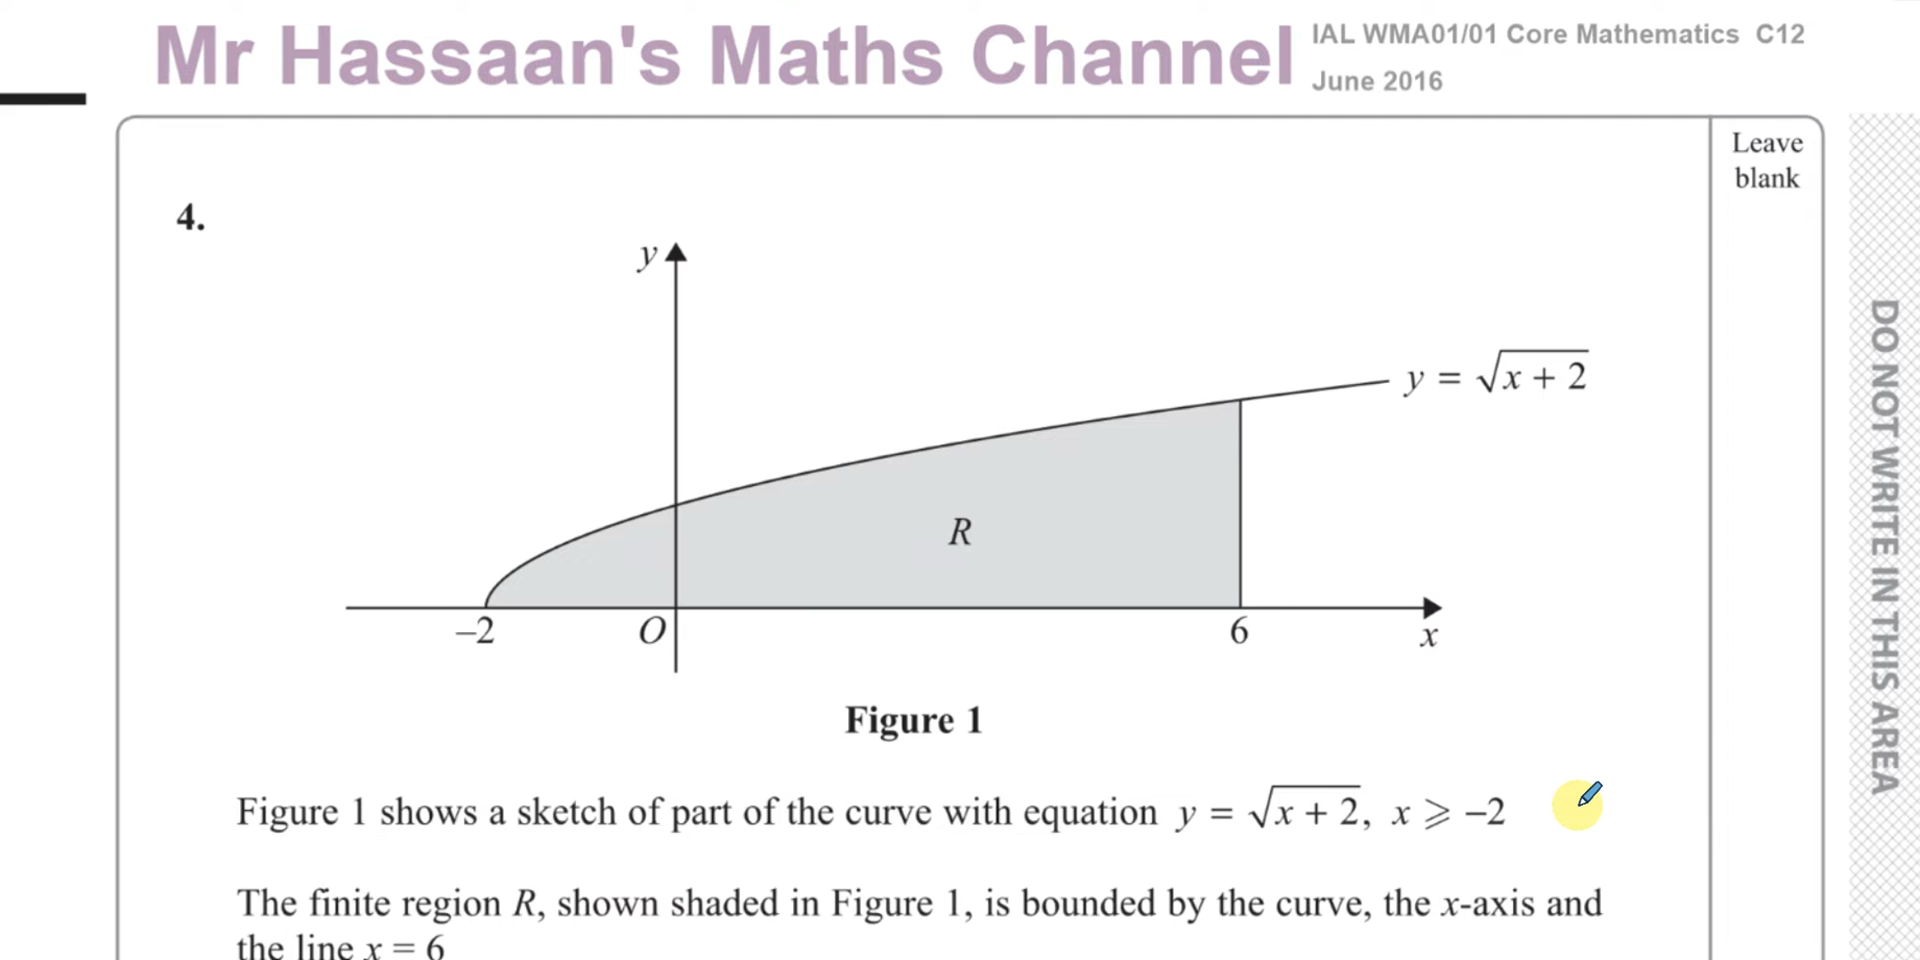 Mr Hassaan's Maths Channel
IAL WMA01/01 Core Mathematics C12
June 2016
Leave
blank
4.
y
y = √x + 2
R
–2
O
6
x
Figure 1
Figure 1 shows a sketch of part of the curve with equation y = √x + 2, x ⩾ –2
The finite region R, shown shaded in Figure 1, is bounded by the curve, the x-axis and
the line x = 6
DO NOT WRITE IN THIS AREA